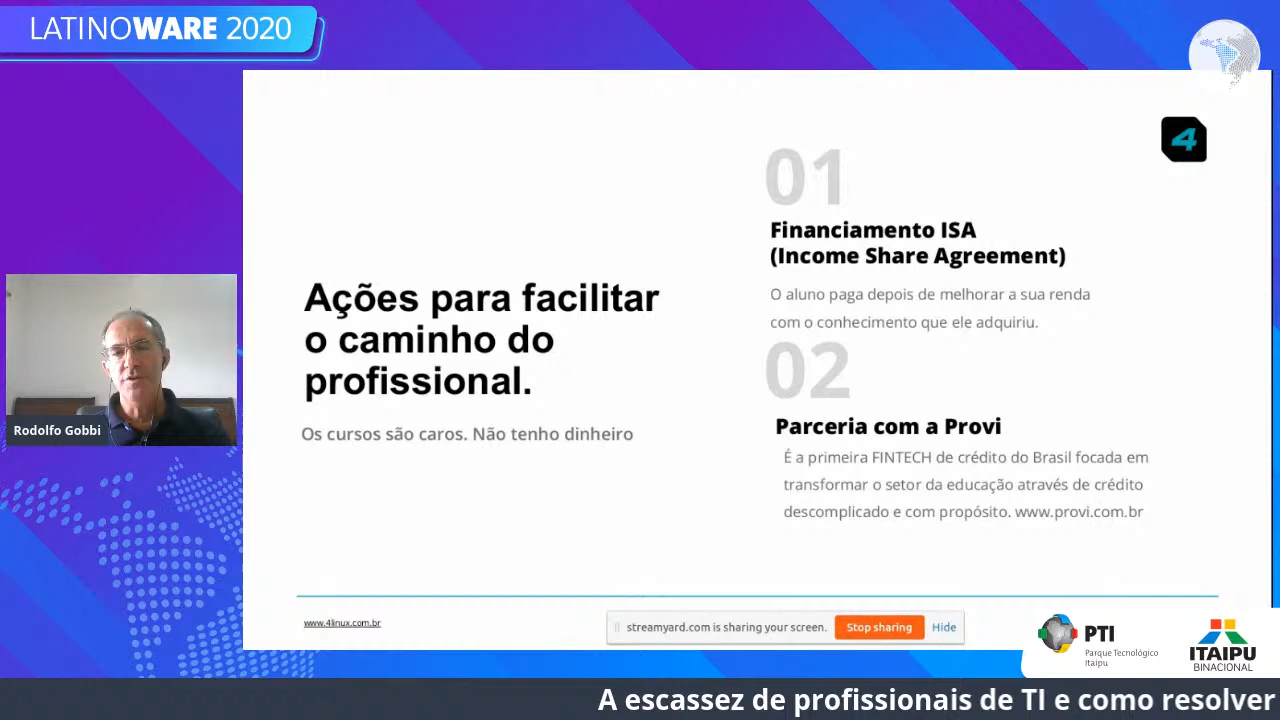 LATINOWARE 2020
4
01
Financiamento ISA
(Income Share Agreement)
O aluno paga depois de melhorar a sua renda
com o conhecimento que ele adquiriu.
Ações para facilitar
o caminho do
profissional.
Os cursos são caros. Não tenho dinheiro
02
Parceria com a Provi
É a primeira FINTECH de crédito do Brasil focada em
transformar o setor da educação através de crédito
descomplicado e com propósito. www.provi.com.br
Rodolfo Gobbi
www.4linux.com.br
streamyard.com is sharing your screen. Stop sharing Hide
PTI
Parque Tecnológico
Itaipu
ITAIPU
BINACIONAL
A escassez de profissionais de TI e como resolver